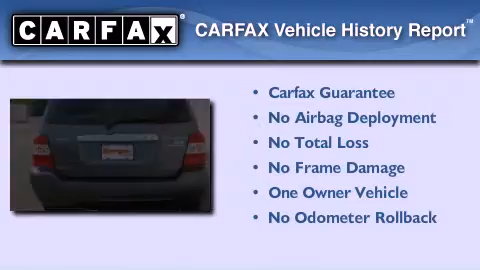 CARFAX® CARFAX Vehicle History Report™
• Carfax Guarantee
• No Airbag Deployment
• No Total Loss
• No Frame Damage
• One Owner Vehicle
• No Odometer Rollback